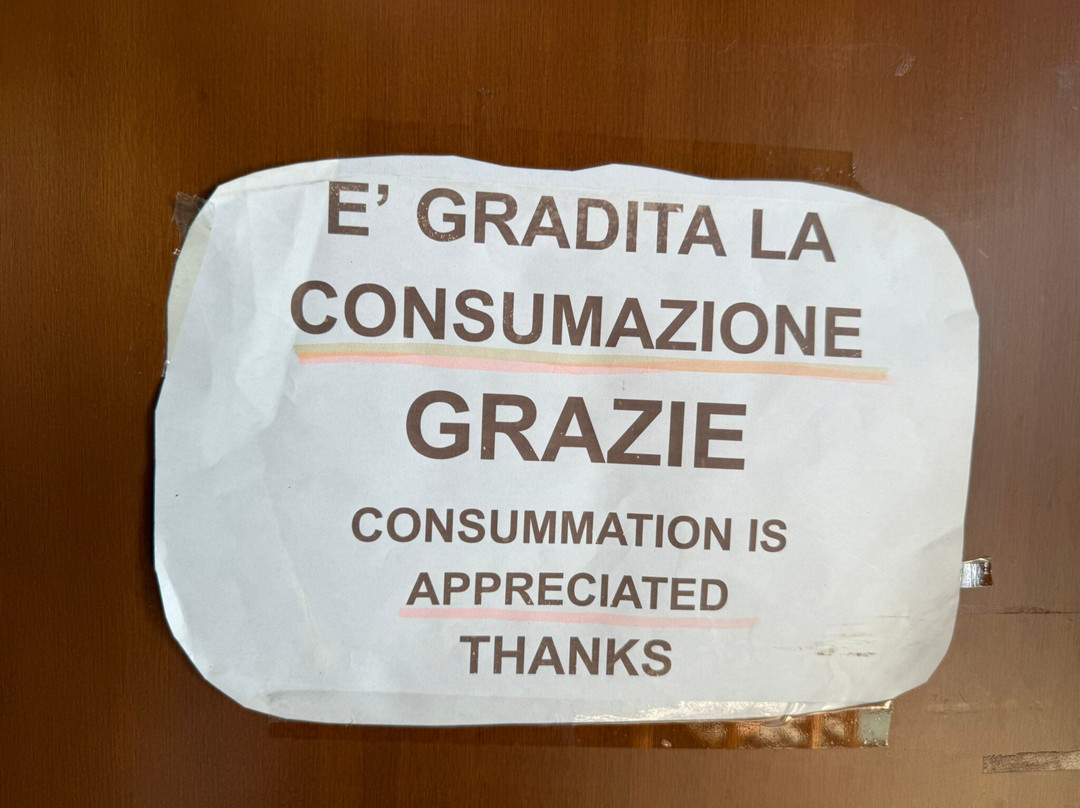 E’ GRADITA LA
CONSUMAZIONE
GRAZIE
CONSUMMATION IS
APPRECIATED
THANKS